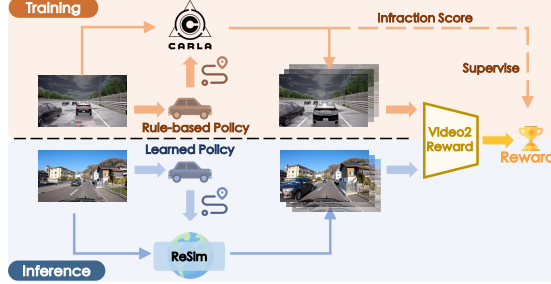 Training
CARLA
Infraction Score
Supervise
Rule-based Policy
Learned Policy
Video2
Reward
Reward
ReSim
Inference